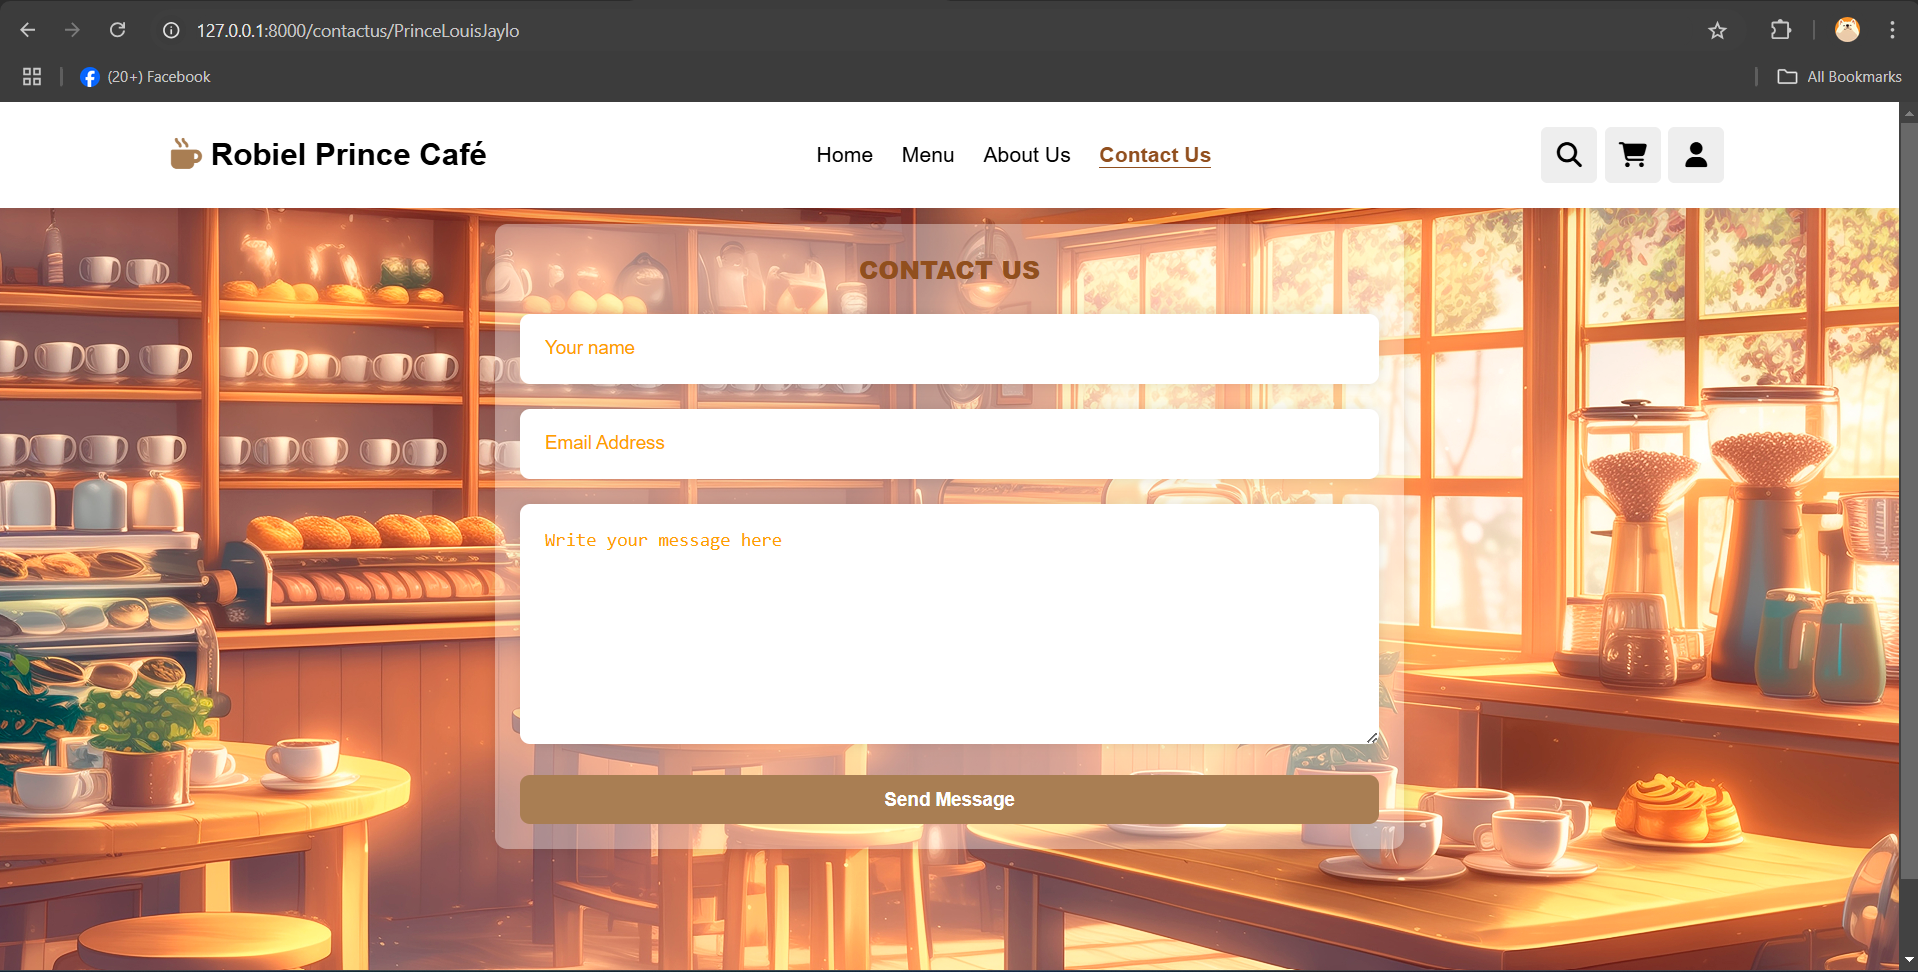 127.0.0.1:8000/contactus/PrinceLouisJaylo
(20+) Facebook
All Bookmarks
Robiel Prince Café
Home Menu About Us Contact Us
CONTACT US
Your name
Email Address
Write your message here
Send Message